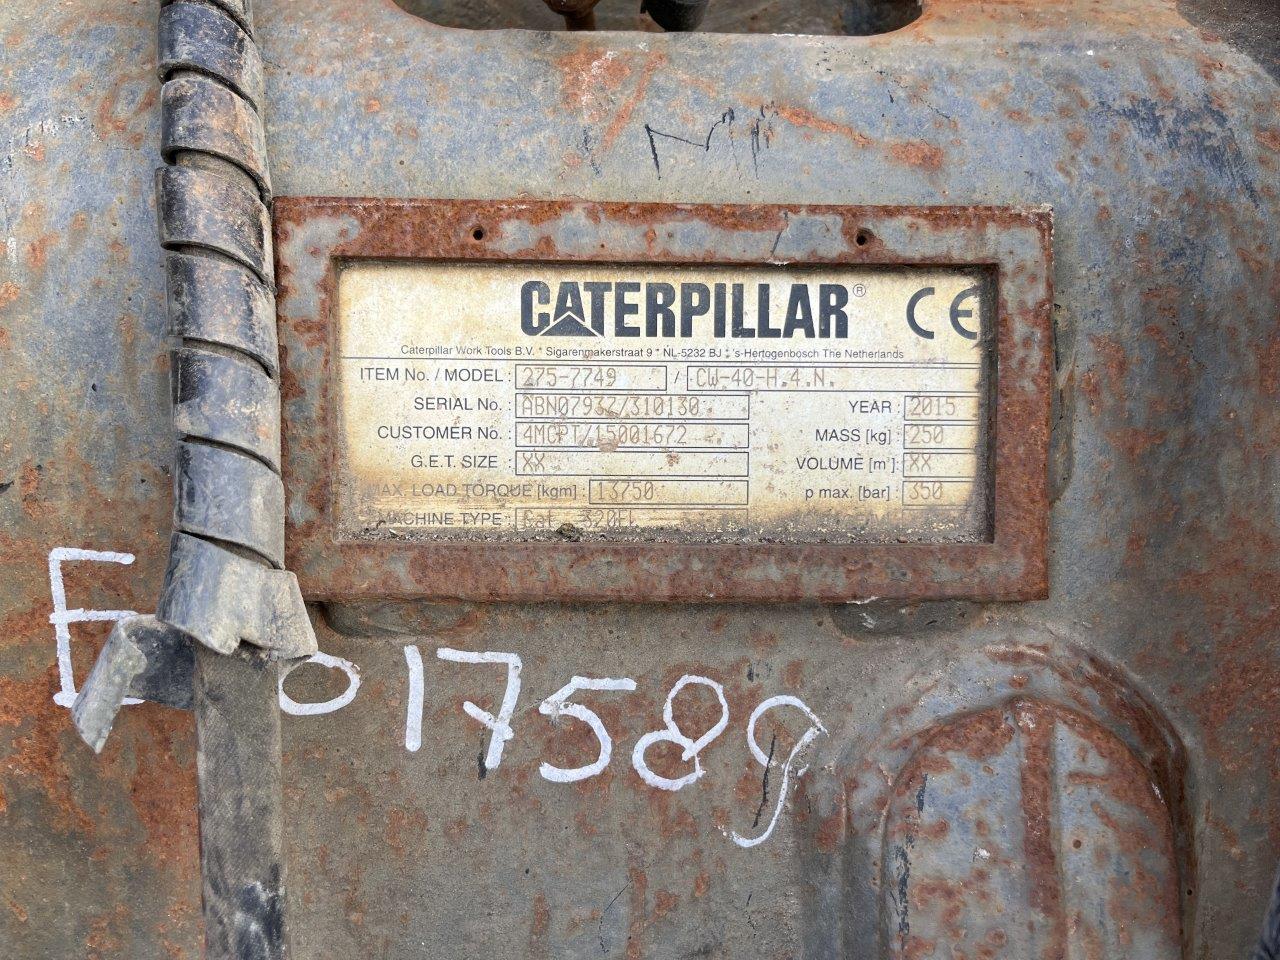 CATERPILLAR® CE
Caterpillar Work Tools B.V. * Sigarenmakerstraat 9 * NL-5232 BJ * 's-Hertogenbosch The Netherlands
ITEM No. / MODEL : 275-7749 / CW-40-H.4.N.
SERIAL No. : ABN07932/310130 YEAR : 2015
CUSTOMER No. : 4MCPT/15001672 MASS [kg] : 250
G.E.T. SIZE : XX VOLUME [m³] : XX
MAX. LOAD TORQUE [kgm] : 13750 p max. [bar] : 350
MACHINE TYPE : Cat 320EL
E017589